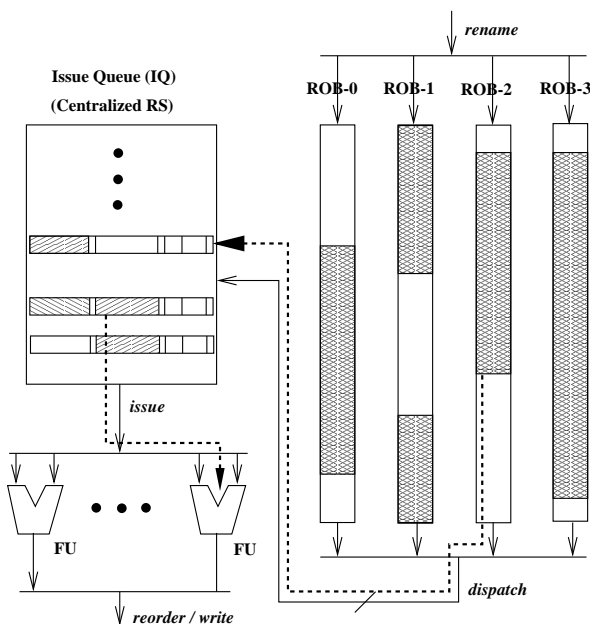 rename
Issue Queue (IQ)
(Centralized RS)
ROB-0 ROB-1 ROB-2 ROB-3
issue
FU FU
dispatch
reorder / write